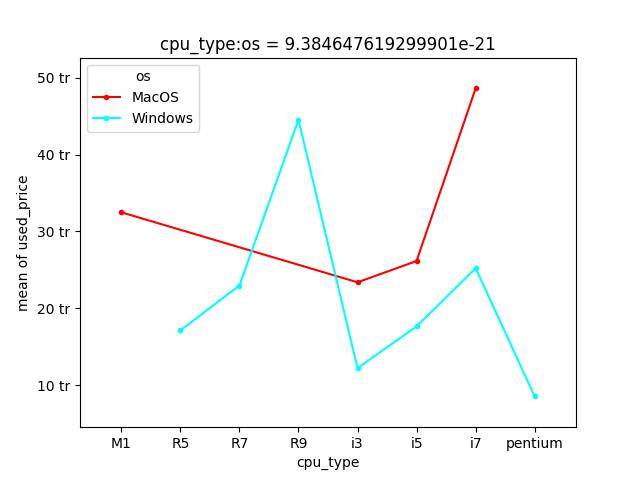 cpu_type:os = 9.384647619299901e-21
os
MacOS
Windows
mean of used_price
50 tr
40 tr
30 tr
20 tr
10 tr
M1 R5 R7 R9 i3 i5 i7 pentium
cpu_type